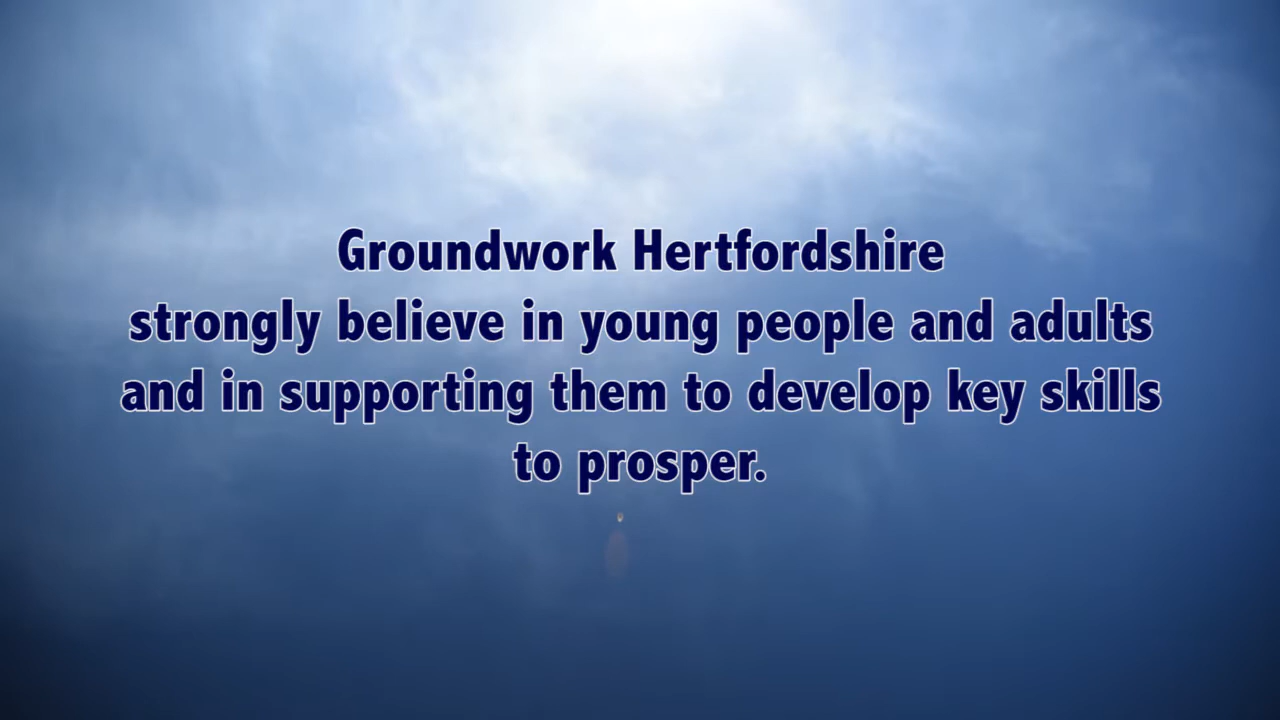 Groundwork Hertfordshire
strongly believe in young people and adults
and in supporting them to develop key skills
to prosper.